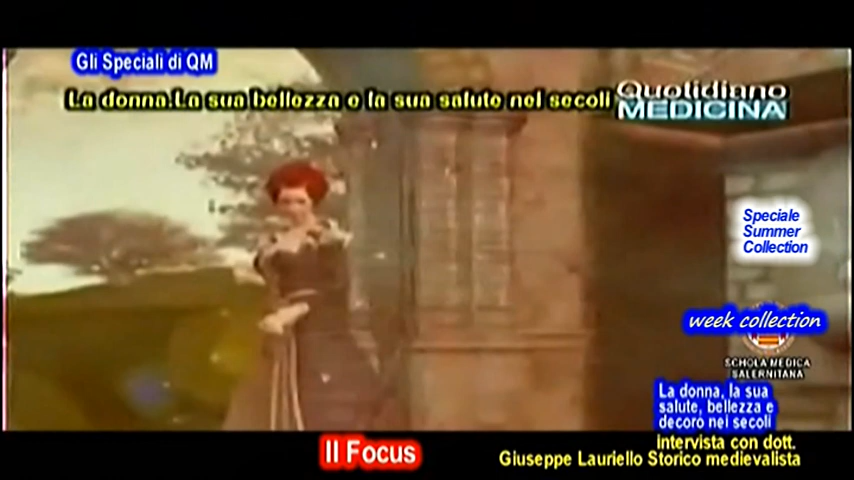 Gli Speciali di QM
La donna.La sua bellezza e la sua salute nei secoli
Quotidiano
MEDICINA
Speciale
Summer
Collection
week collection
SCHOLA MEDICA
SALERNITANA
La donna, la sua
salute, bellezza e
decoro nei secoli
Il Focus
intervista con dott.
Giuseppe Lauriello Storico medievalista